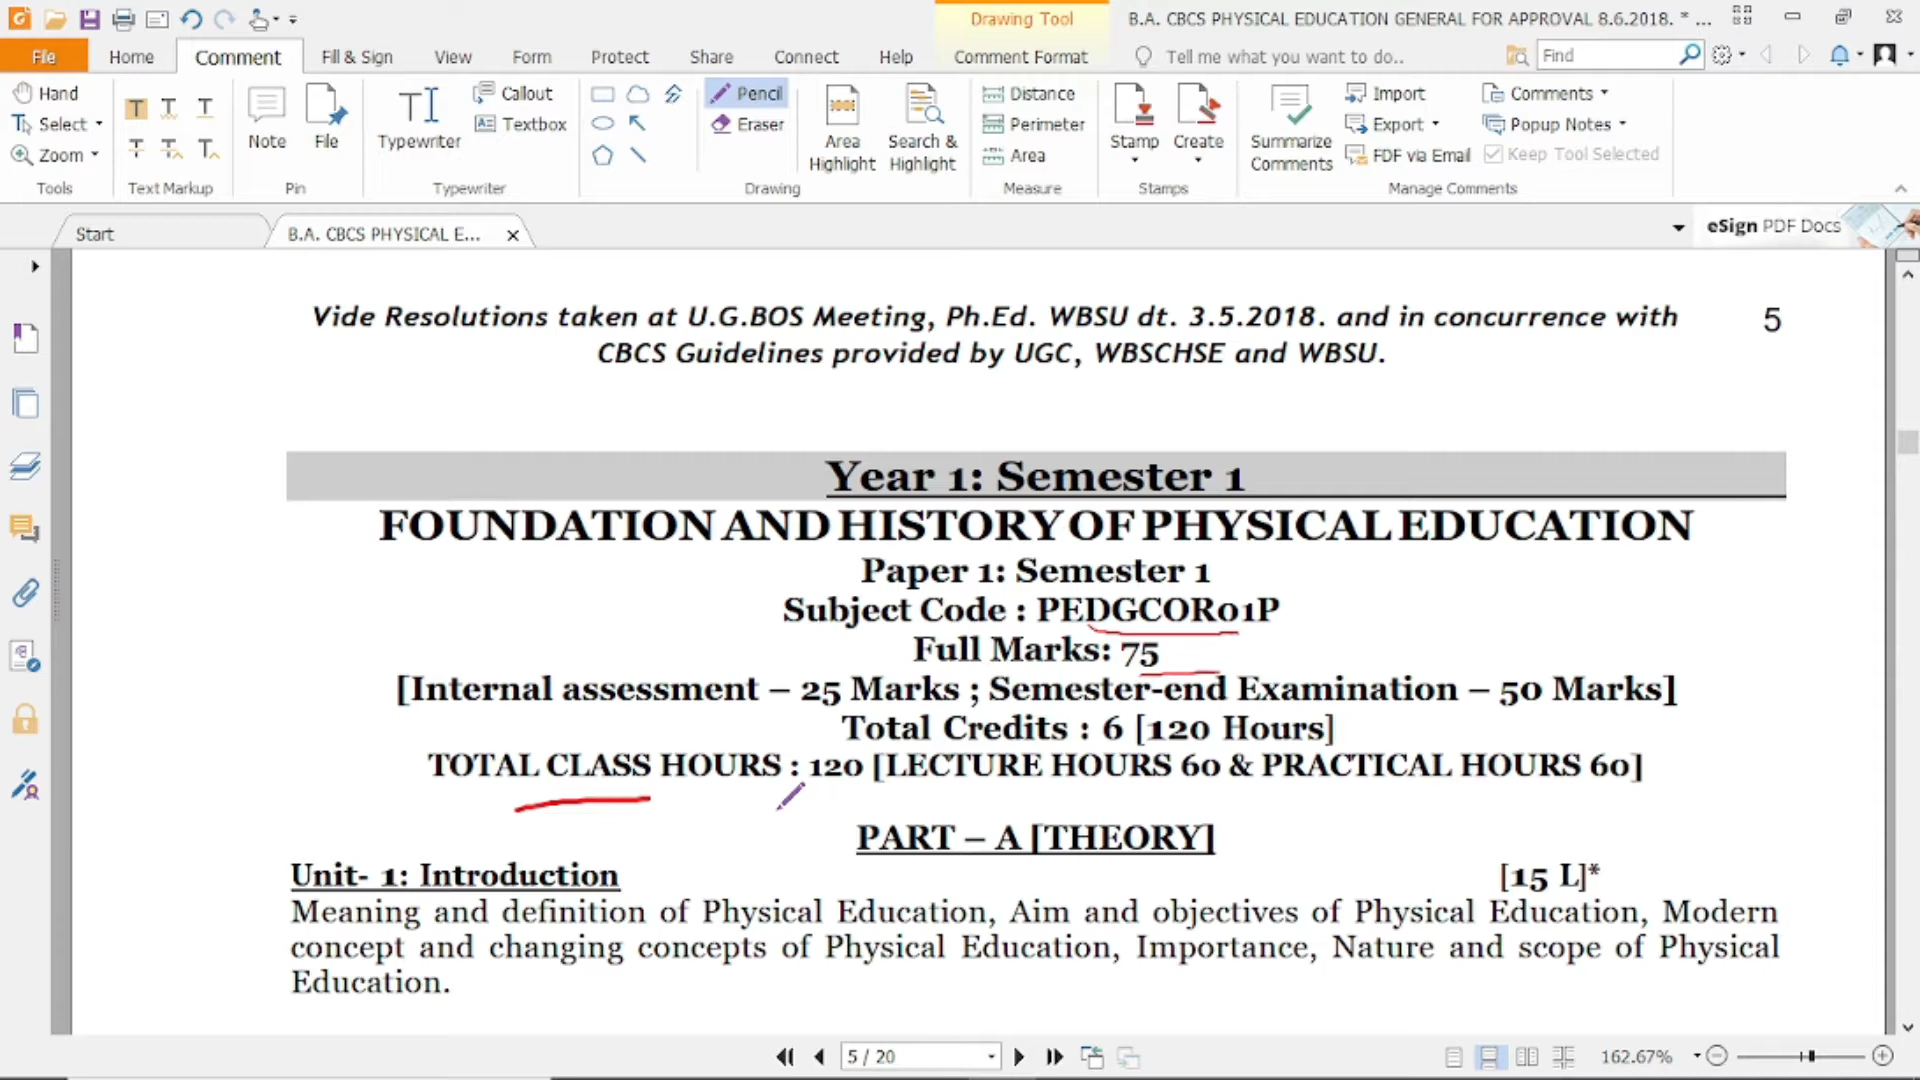 Drawing Tool
B.A. CBCS PHYSICAL EDUCATION GENERAL FOR APPROVAL 8.6.2018. * ...
File Home Comment Fill & Sign View Form Protect Share Connect Help Comment Format Tell me what you want to do.. Find
Hand
Select
Zoom
Tools
Text Markup
Note
File
Pin
Typewriter
Callout
Textbox
Typewriter
Pencil
Eraser
Area Highlight
Search & Highlight
Drawing
Distance
Perimeter
Area
Measure
Stamp
Create
Stamps
Summarize Comments
Import
Export
FDF via Email
Comments
Popup Notes
Keep Tool Selected
Manage Comments
Start
B.A. CBCS PHYSICAL E...
eSign PDF Docs
Vide Resolutions taken at U.G.BOS Meeting, Ph.Ed. WBSU dt. 3.5.2018. and in concurrence with 5
CBCS Guidelines provided by UGC, WBSCHSE and WBSU.
Year 1: Semester 1
FOUNDATION AND HISTORY OF PHYSICAL EDUCATION
Paper 1: Semester 1
Subject Code : PEDGCOR01P
Full Marks: 75
[Internal assessment – 25 Marks ; Semester-end Examination – 50 Marks]
Total Credits : 6 [120 Hours]
TOTAL CLASS HOURS : 120 [LECTURE HOURS 60 & PRACTICAL HOURS 60]
PART – A [THEORY]
Unit- 1: Introduction [15 L]*
Meaning and definition of Physical Education, Aim and objectives of Physical Education, Modern
concept and changing concepts of Physical Education, Importance, Nature and scope of Physical
Education.
5 / 20
162.67%